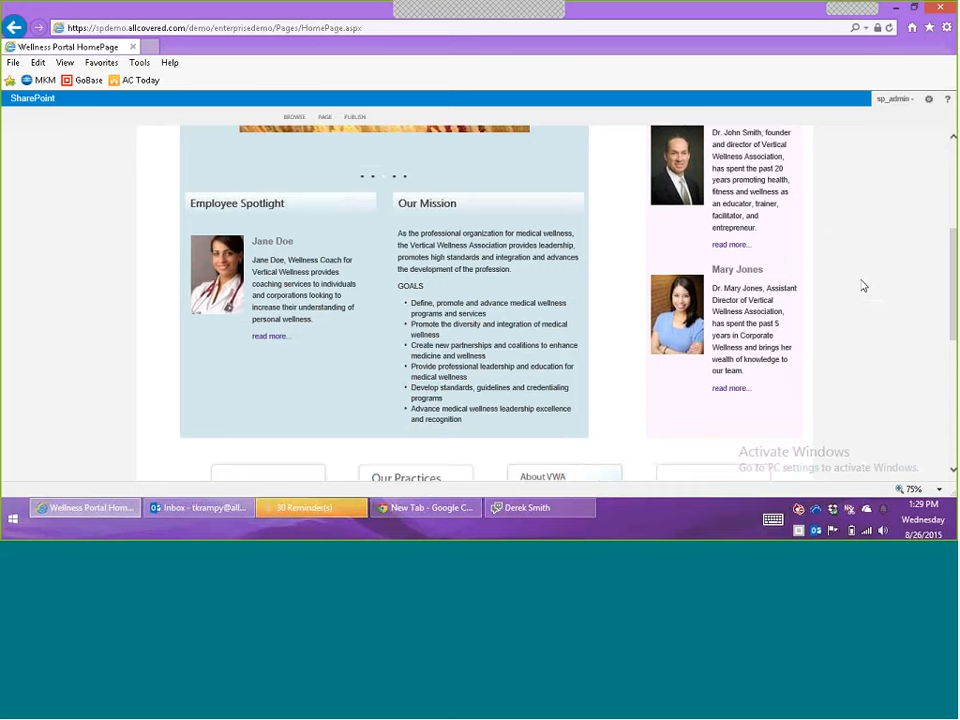 https://spdemo.allcovered.com/demo/enterprisedemo/Pages/HomePage.aspx
Wellness Portal HomePage
File Edit View Favorites Tools Help
MKM GoBase AC Today
SharePoint
sp_admin
?
BROWSE PAGE PUBLISH
Employee Spotlight
Jane Doe
Jane Doe, Wellness Coach for
Vertical Wellness provides
coaching services to individuals
and corporations looking to
increase their understanding of
personal wellness.
read more...
Our Mission
As the professional organization for medical wellness,
the Vertical Wellness Association provides leadership,
promotes high standards and integration and advances
the development of the profession.
GOALS
• Define, promote and advance medical wellness
programs and services
• Promote the diversity and integration of medical
wellness
• Create new partnerships and coalitions to enhance
medicine and wellness
• Provide professional leadership and education for
medical wellness
• Develop standards, guidelines and credentialing
programs
• Advance medical wellness leadership excellence
and recognition
Dr. John Smith, founder
and director of Vertical
Wellness Association,
has spent the past 20
years promoting health,
fitness and wellness as
an educator, trainer,
facilitator, and
entrepreneur.
read more...
Mary Jones
Dr. Mary Jones, Assistant
Director of Vertical
Wellness Association,
has spent the past 5
years in Corporate
Wellness and brings her
wealth of knowledge to
our team.
read more...
Our Practices
About VWA
Activate Windows
Go to PC settings to activate Windows.
75%
Wellness Portal Hom...
Inbox - tkrampy@all...
30 Reminder(s)
New Tab - Google C...
Derek Smith
1:29 PM
Wednesday
8/26/2015